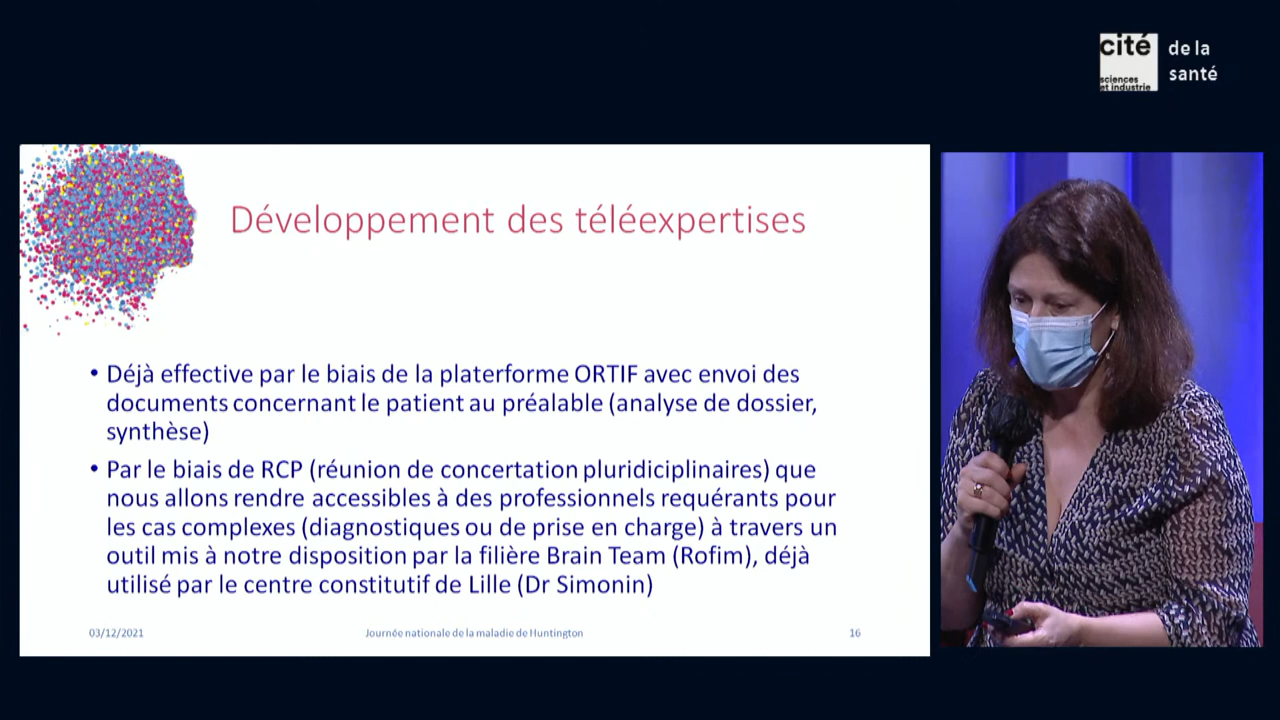 cité
sciences
et industrie
de la
santé
Développement des téléexpertises
• Déjà effective par le biais de la platerforme ORTIF avec envoi des
documents concernant le patient au préalable (analyse de dossier,
synthèse)
• Par le biais de RCP (réunion de concertation pluridiciplinaires) que
nous allons rendre accessibles à des professionnels requérants pour
les cas complexes (diagnostiques ou de prise en charge) à travers un
outil mis à notre disposition par la filière Brain Team (Rofim), déjà
utilisé par le centre constitutif de Lille (Dr Simonin)
03/12/2021
Journée nationale de la maladie de Huntington
16